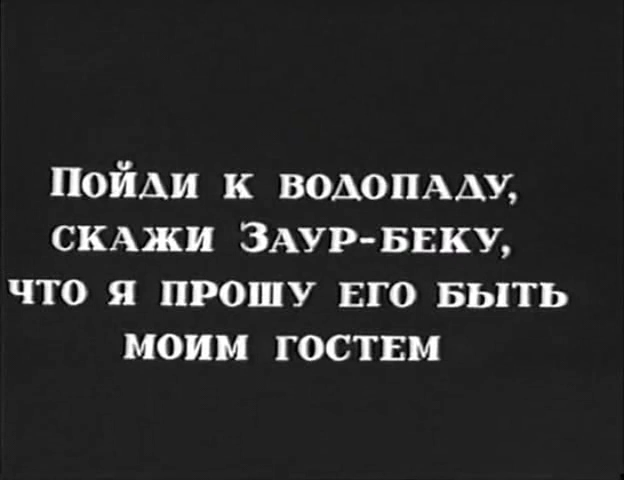 Пойди к водопаду,
скажи Заур-беку,
что я прошу его быть
моим гостем